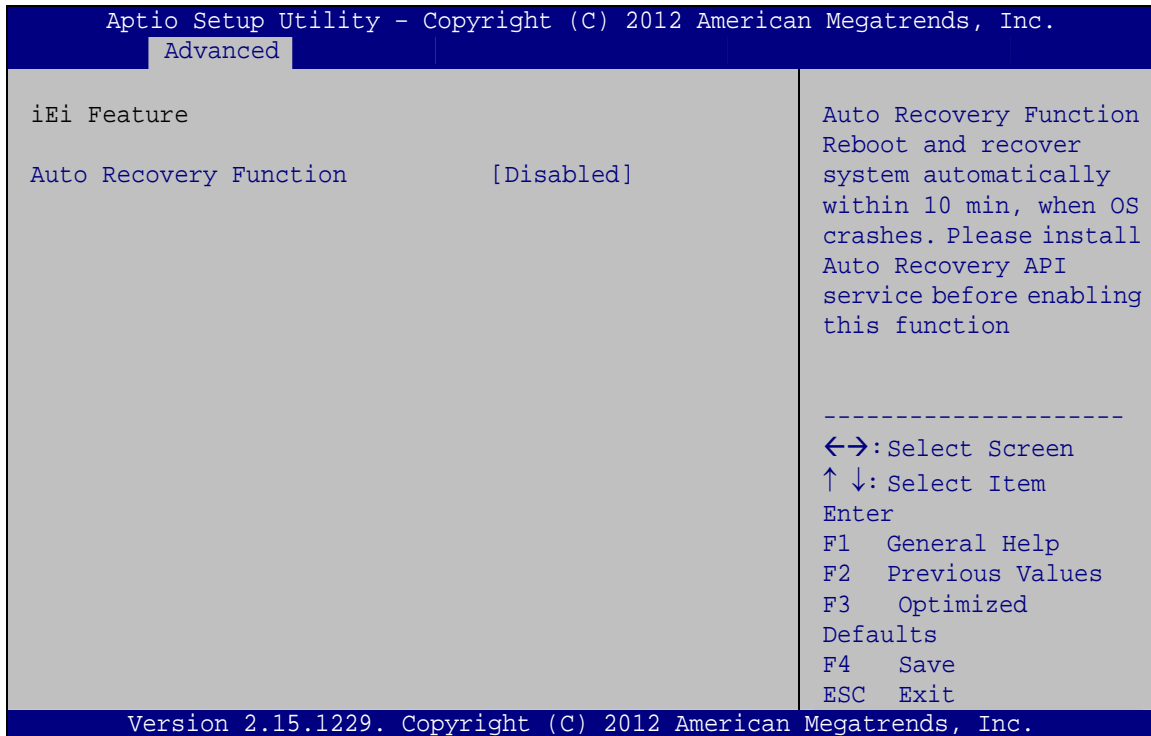 Aptio Setup Utility – Copyright (C) 2012 American Megatrends, Inc.
Advanced
iEi Feature
Auto Recovery Function [Disabled]
Auto Recovery Function
Reboot and recover
system automatically
within 10 min, when OS
crashes. Please install
Auto Recovery API
service before enabling
this function
---------------------
←→: Select Screen
↑ ↓: Select Item
Enter
F1 General Help
F2 Previous Values
F3 Optimized
Defaults
F4 Save
ESC Exit
Version 2.15.1229. Copyright (C) 2012 American Megatrends, Inc.